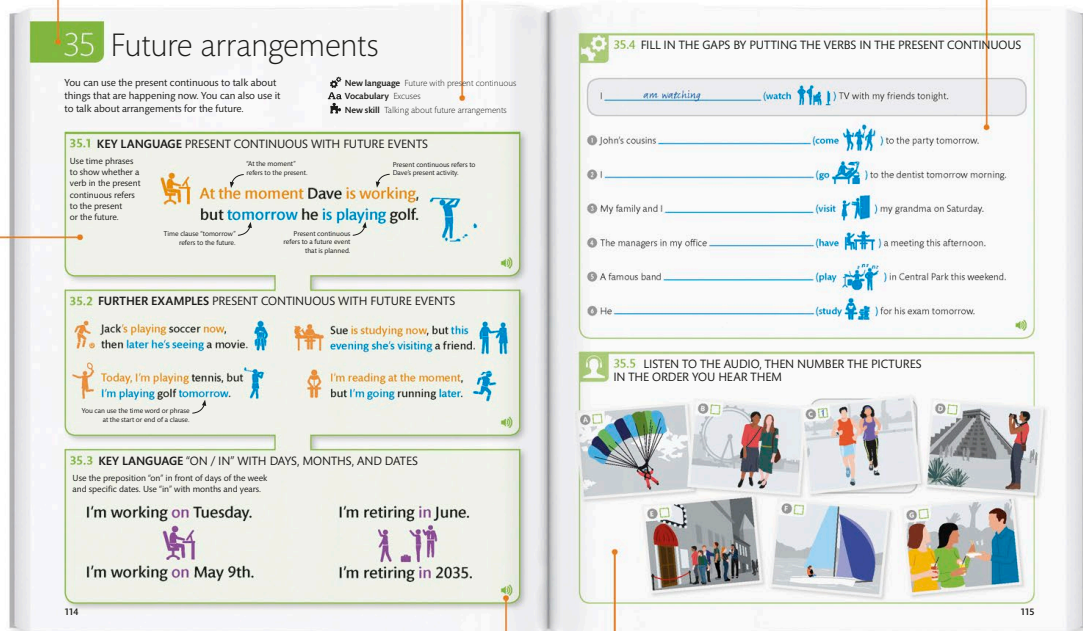 35 Future arrangements
You can use the present continuous to talk about
things that are happening now. You can also use it
to talk about arrangements for the future.
New language Future with present continuous
Aa Vocabulary Excuses
New skill Talking about future arrangements
35.1 KEY LANGUAGE PRESENT CONTINUOUS WITH FUTURE EVENTS
Use time phrases
to show whether a
verb in the present
continuous refers
to the present
or the future.
"At the moment"
refers to the present.
Present continuous refers to
Dave's present activity.
At the moment Dave is working,
but tomorrow he is playing golf.
Time clause "tomorrow"
refers to the future.
Present continuous
refers to a future event
that is planned.
35.2 FURTHER EXAMPLES PRESENT CONTINUOUS WITH FUTURE EVENTS
Jack's playing soccer now,
then later he's seeing a movie.
Sue is studying now, but this
evening she's visiting a friend.
Today, I'm playing tennis, but
I'm playing golf tomorrow.
You can use the time word or phrase
at the start or end of a clause.
I'm reading at the moment,
but I'm going running later.
35.3 KEY LANGUAGE "ON / IN" WITH DAYS, MONTHS, AND DATES
Use the preposition "on" in front of days of the week
and specific dates. Use "in" with months and years.
I'm working on Tuesday.
I'm working on May 9th.
I'm retiring in June.
I'm retiring in 2035.
114
35.4 FILL IN THE GAPS BY PUTTING THE VERBS IN THE PRESENT CONTINUOUS
I am watching (watch ) TV with my friends tonight.
1 John's cousins (come ) to the party tomorrow.
2 I (go ) to the dentist tomorrow morning.
3 My family and I (visit ) my grandma on Saturday.
4 The managers in my office (have ) a meeting this afternoon.
5 A famous band (play ) in Central Park this weekend.
6 He (study ) for his exam tomorrow.
35.5 LISTEN TO THE AUDIO, THEN NUMBER THE PICTURES
IN THE ORDER YOU HEAR THEM
A
B
C 1
D
E
F
G
115